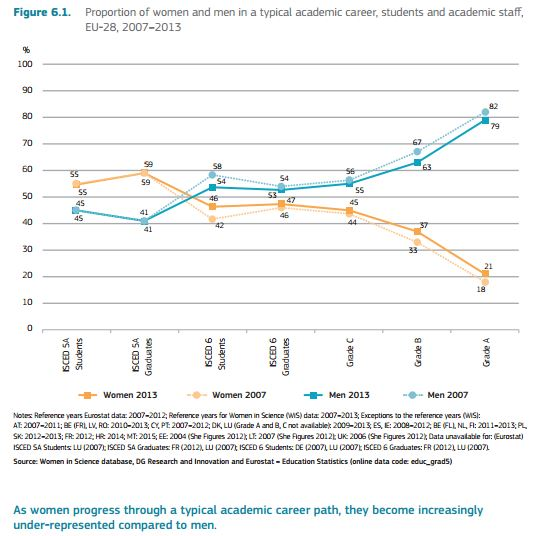 Figure 6.1. Proportion of women and men in a typical academic career, students and academic staff,
EU-28, 2007–2013
%
100
90
80
70
60
50
40
30
20
10
0
55
55
45
45
59
59
41
41
58
54
46
42
54
53
47
46
56
55
45
44
67
63
37
33
82
79
21
18
ISCED 5A
Students
ISCED 5A
Graduates
ISCED 6
Students
ISCED 6
Graduates
Grade C
Grade B
Grade A
Women 2013 Women 2007 Men 2013 Men 2007
Notes: Reference years Eurostat data: 2007–2012; Reference years for Women in Science (WIS) data: 2007–2013; Exceptions to the reference years (WIS):
AT: 2007–2011; BE (FR), LV, RO: 2010–2013; CY, PT: 2007–2012; DK, LU (Grade A and B, C not available): 2009–2013; ES, IE: 2008–2012; BE (FL), NL, FI: 2011–2013; PL,
SK: 2012–2013; FR: 2012; HR: 2014; MT: 2015; EE: 2004 (She Figures 2012); LT: 2007 (She Figures 2012); UK: 2006 (She Figures 2012); Data unavailable for: (Eurostat)
ISCED 5A Students: LU (2007); ISCED 5A Graduates: FR (2012), LU (2007); ISCED 6 Students: DE (2007), LU (2007); ISCED 6 Graduates: FR (2012), LU (2007).
Source: Women in Science database, DG Research and Innovation and Eurostat – Education Statistics (online data code: educ_grad5)
As women progress through a typical academic career path, they become increasingly
under-represented compared to men.